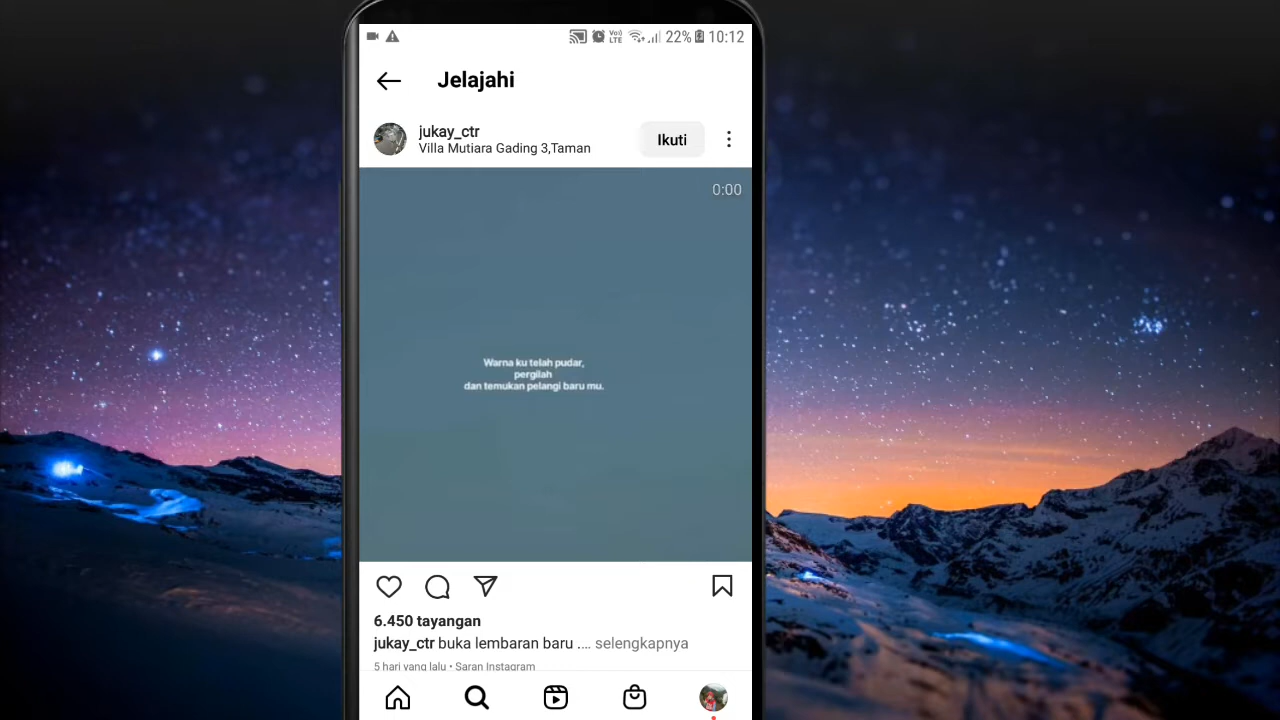 22% 10:12
Jelajahi
jukay_ctr
Villa Mutiara Gading 3,Taman
Ikuti
0:00
Warna ku telah pudar,
pergilah
dan temukan pelangi baru mu.
6.450 tayangan
jukay_ctr buka lembaran baru .... selengkapnya
5 hari yang lalu • Saran Instagram